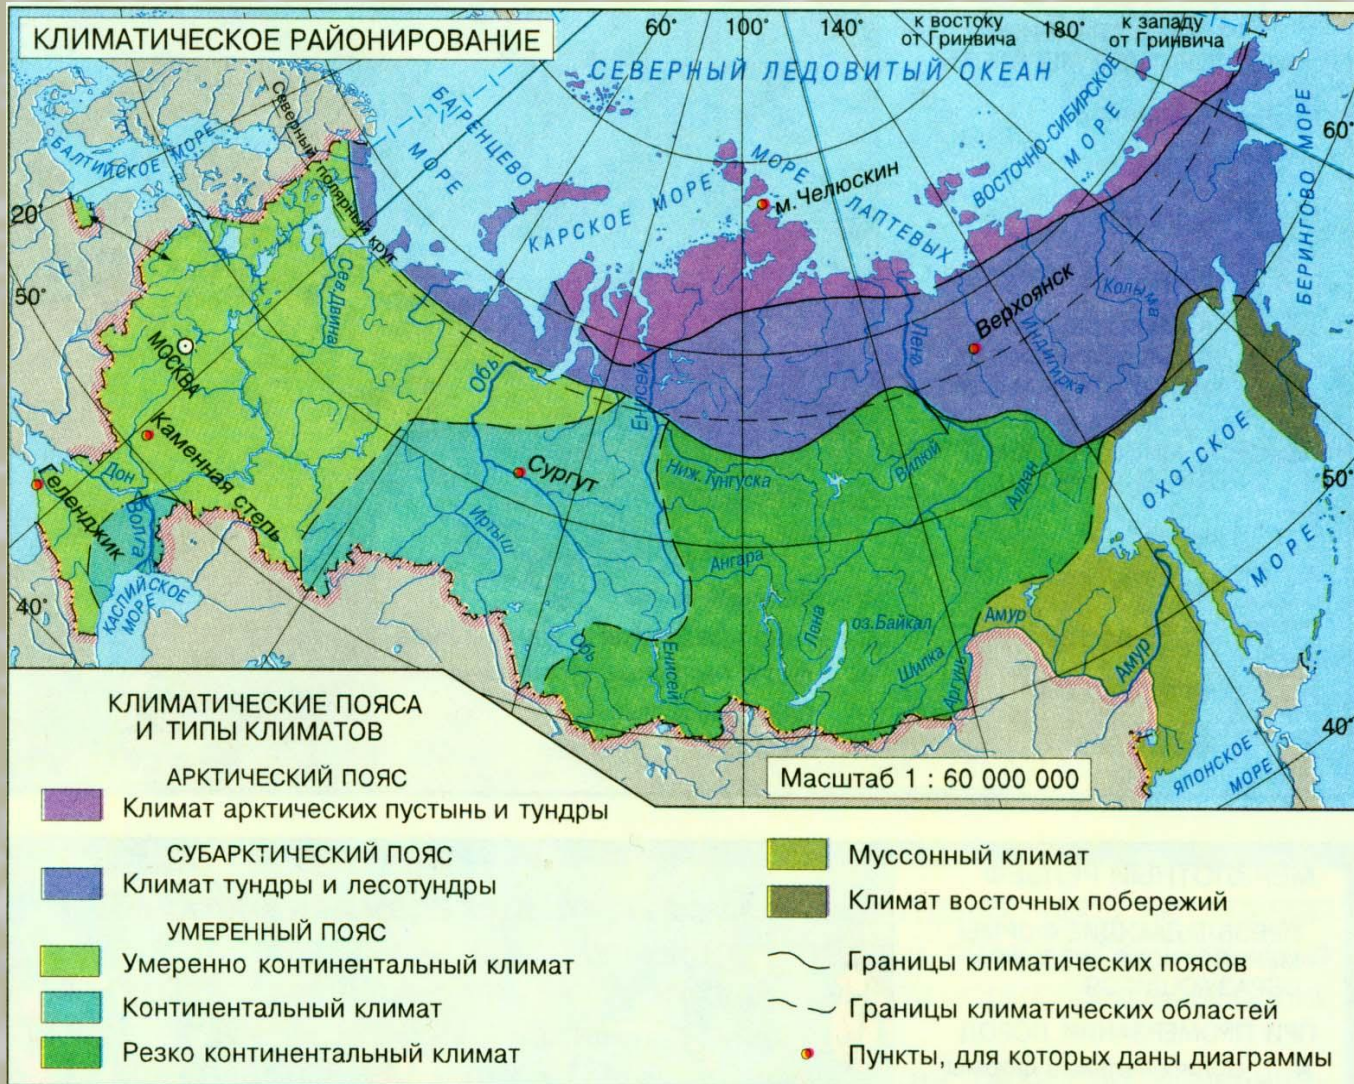 КЛИМАТИЧЕСКОЕ РАЙОНИРОВАНИЕ
60°
100°
140°
к востоку
от Гринвича
180°
к западу
от Гринвича
СЕВЕРНЫЙ ЛЕДОВИТЫЙ ОКЕАН
БАРЕНЦЕВО
МОРЕ
КАРСКОЕ МОРЕ
МОРЕ
ЛАПТЕВЫХ
ВОСТОЧНО-СИБИРСКОЕ
МОРЕ
БЕРИНГОВО МОРЕ
60°
БАЛТИЙСКОЕ МОРЕ
Северный полярный круг
20°
50°
40°
м.Челюскин
Верхоянск
Колыма
Индигирка
Лена
Сев.Двина
МОСКВА
Каменная степь
Геленджик
Дон
Волга
КАСПИЙСКОЕ
МОРЕ
Обь
Енисей
Сургут
Иртыш
Ниж.Тунгуска
Вилюй
Алдан
Ангара
Лена
оз.Байкал
Обь
Енисей
Шилка
Аргунь
Амур
Амур
ОХОТСКОЕ
МОРЕ
50°
40°
ЯПОНСКОЕ
МОРЕ
Масштаб 1 : 60 000 000
КЛИМАТИЧЕСКИЕ ПОЯСА
И ТИПЫ КЛИМАТОВ
АРКТИЧЕСКИЙ ПОЯС
Климат арктических пустынь и тундры
СУБАРКТИЧЕСКИЙ ПОЯС
Климат тундры и лесотундры
УМЕРЕННЫЙ ПОЯС
Умеренно континентальный климат
Континентальный климат
Резко континентальный климат
Муссонный климат
Климат восточных побережий
Границы климатических поясов
Границы климатических областей
Пункты, для которых даны диаграммы